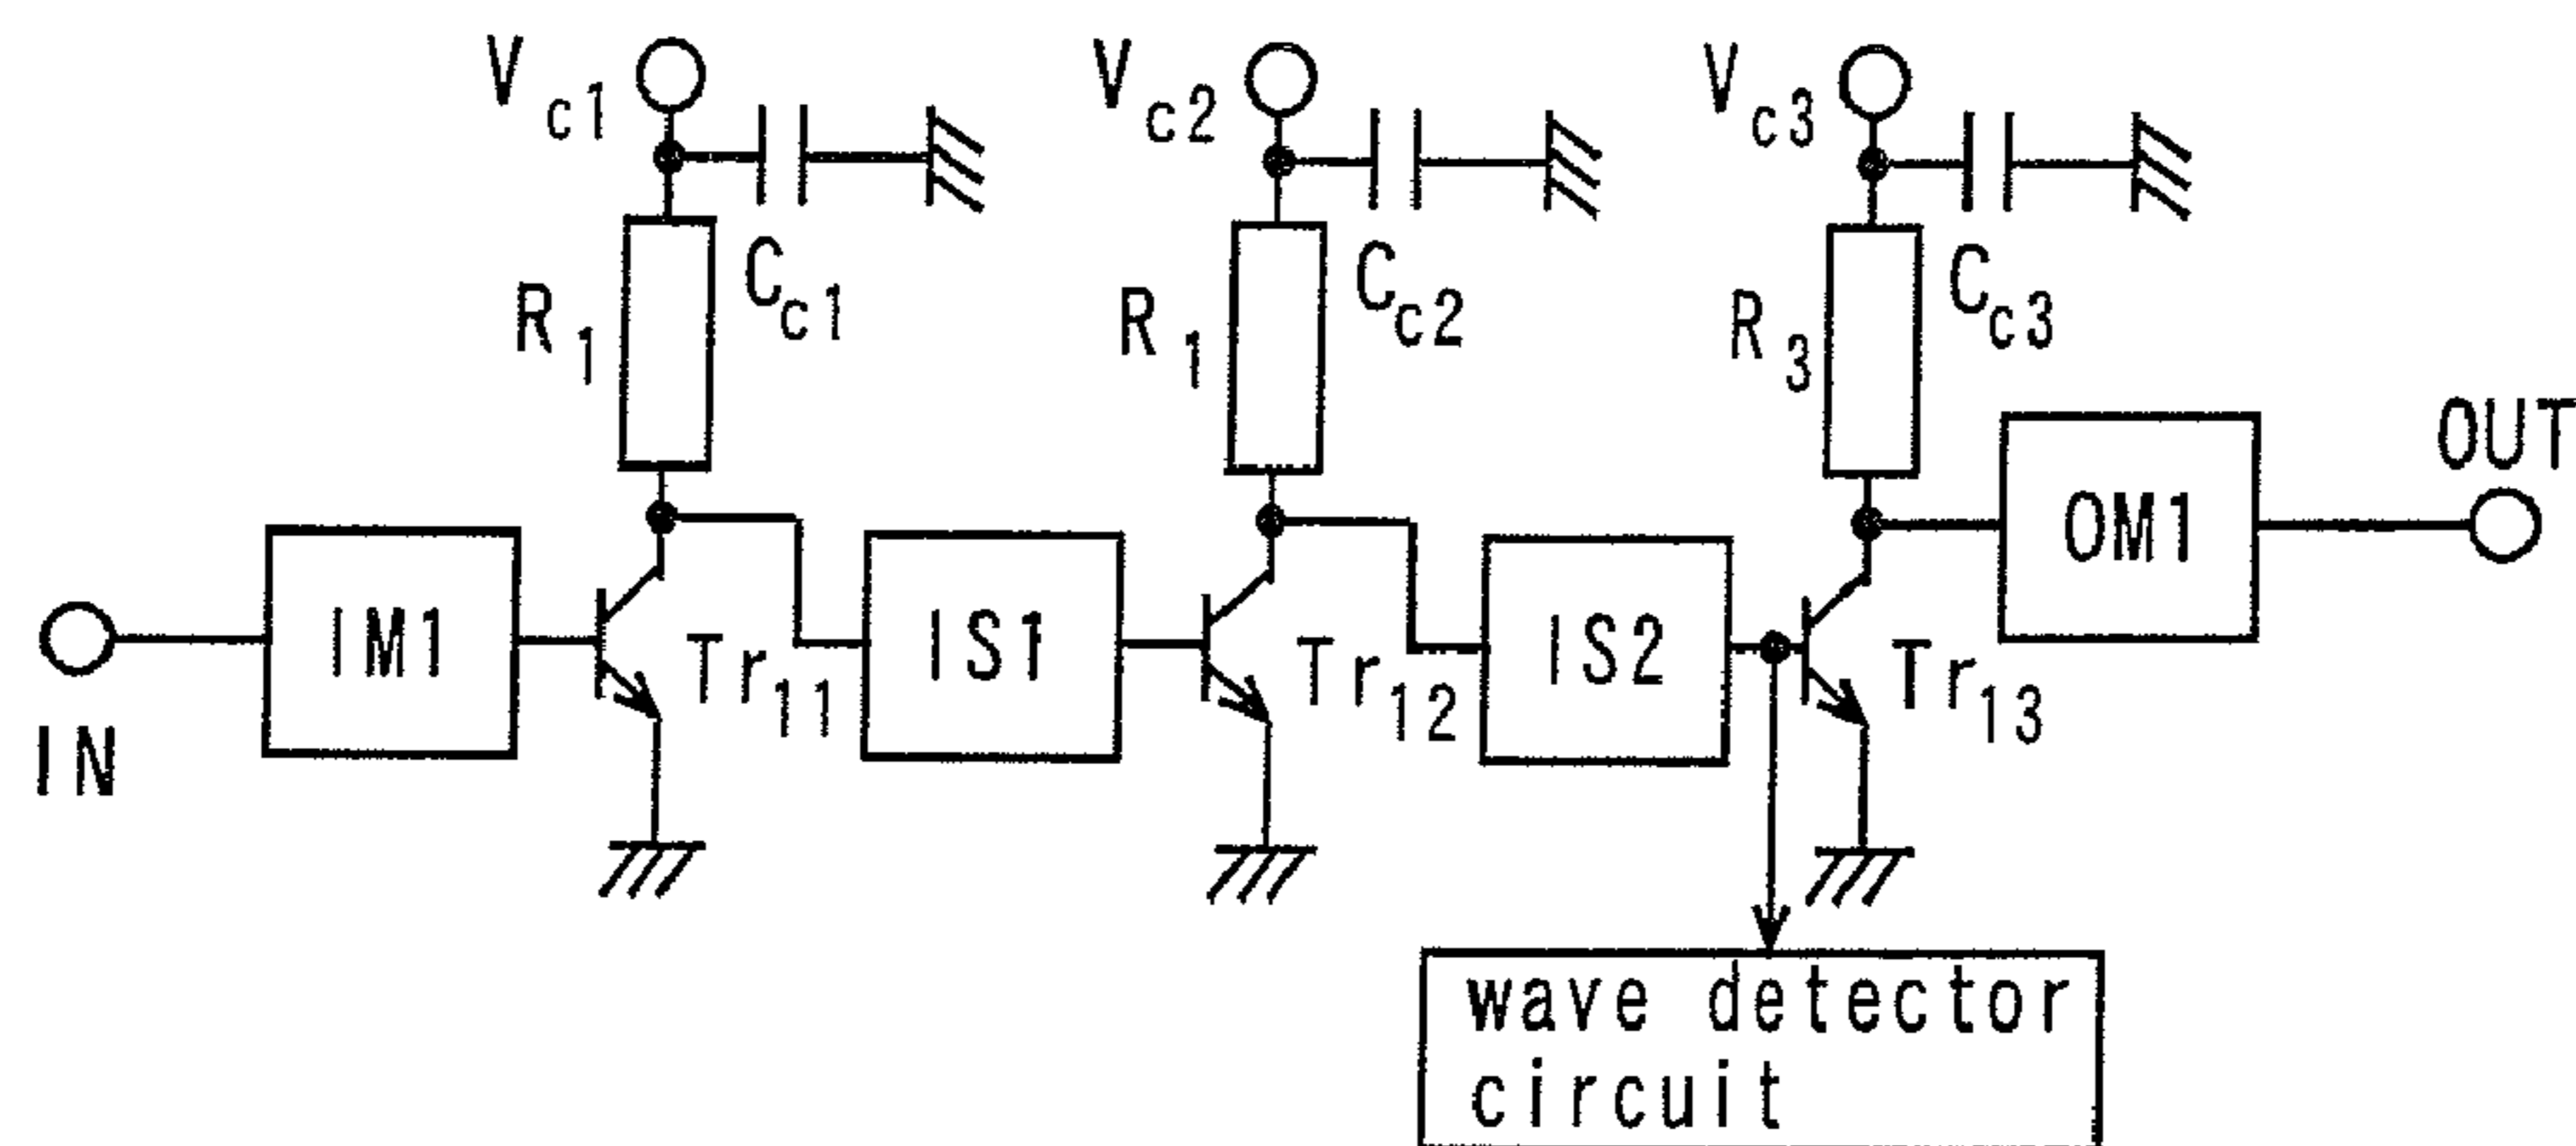 Vc1
Vc2
Vc3
R1
Cc1
R1
Cc2
R3
Cc3
OUT
IN
IM1
Tr11
IS1
Tr12
IS2
Tr13
OM1
wave detector
circuit